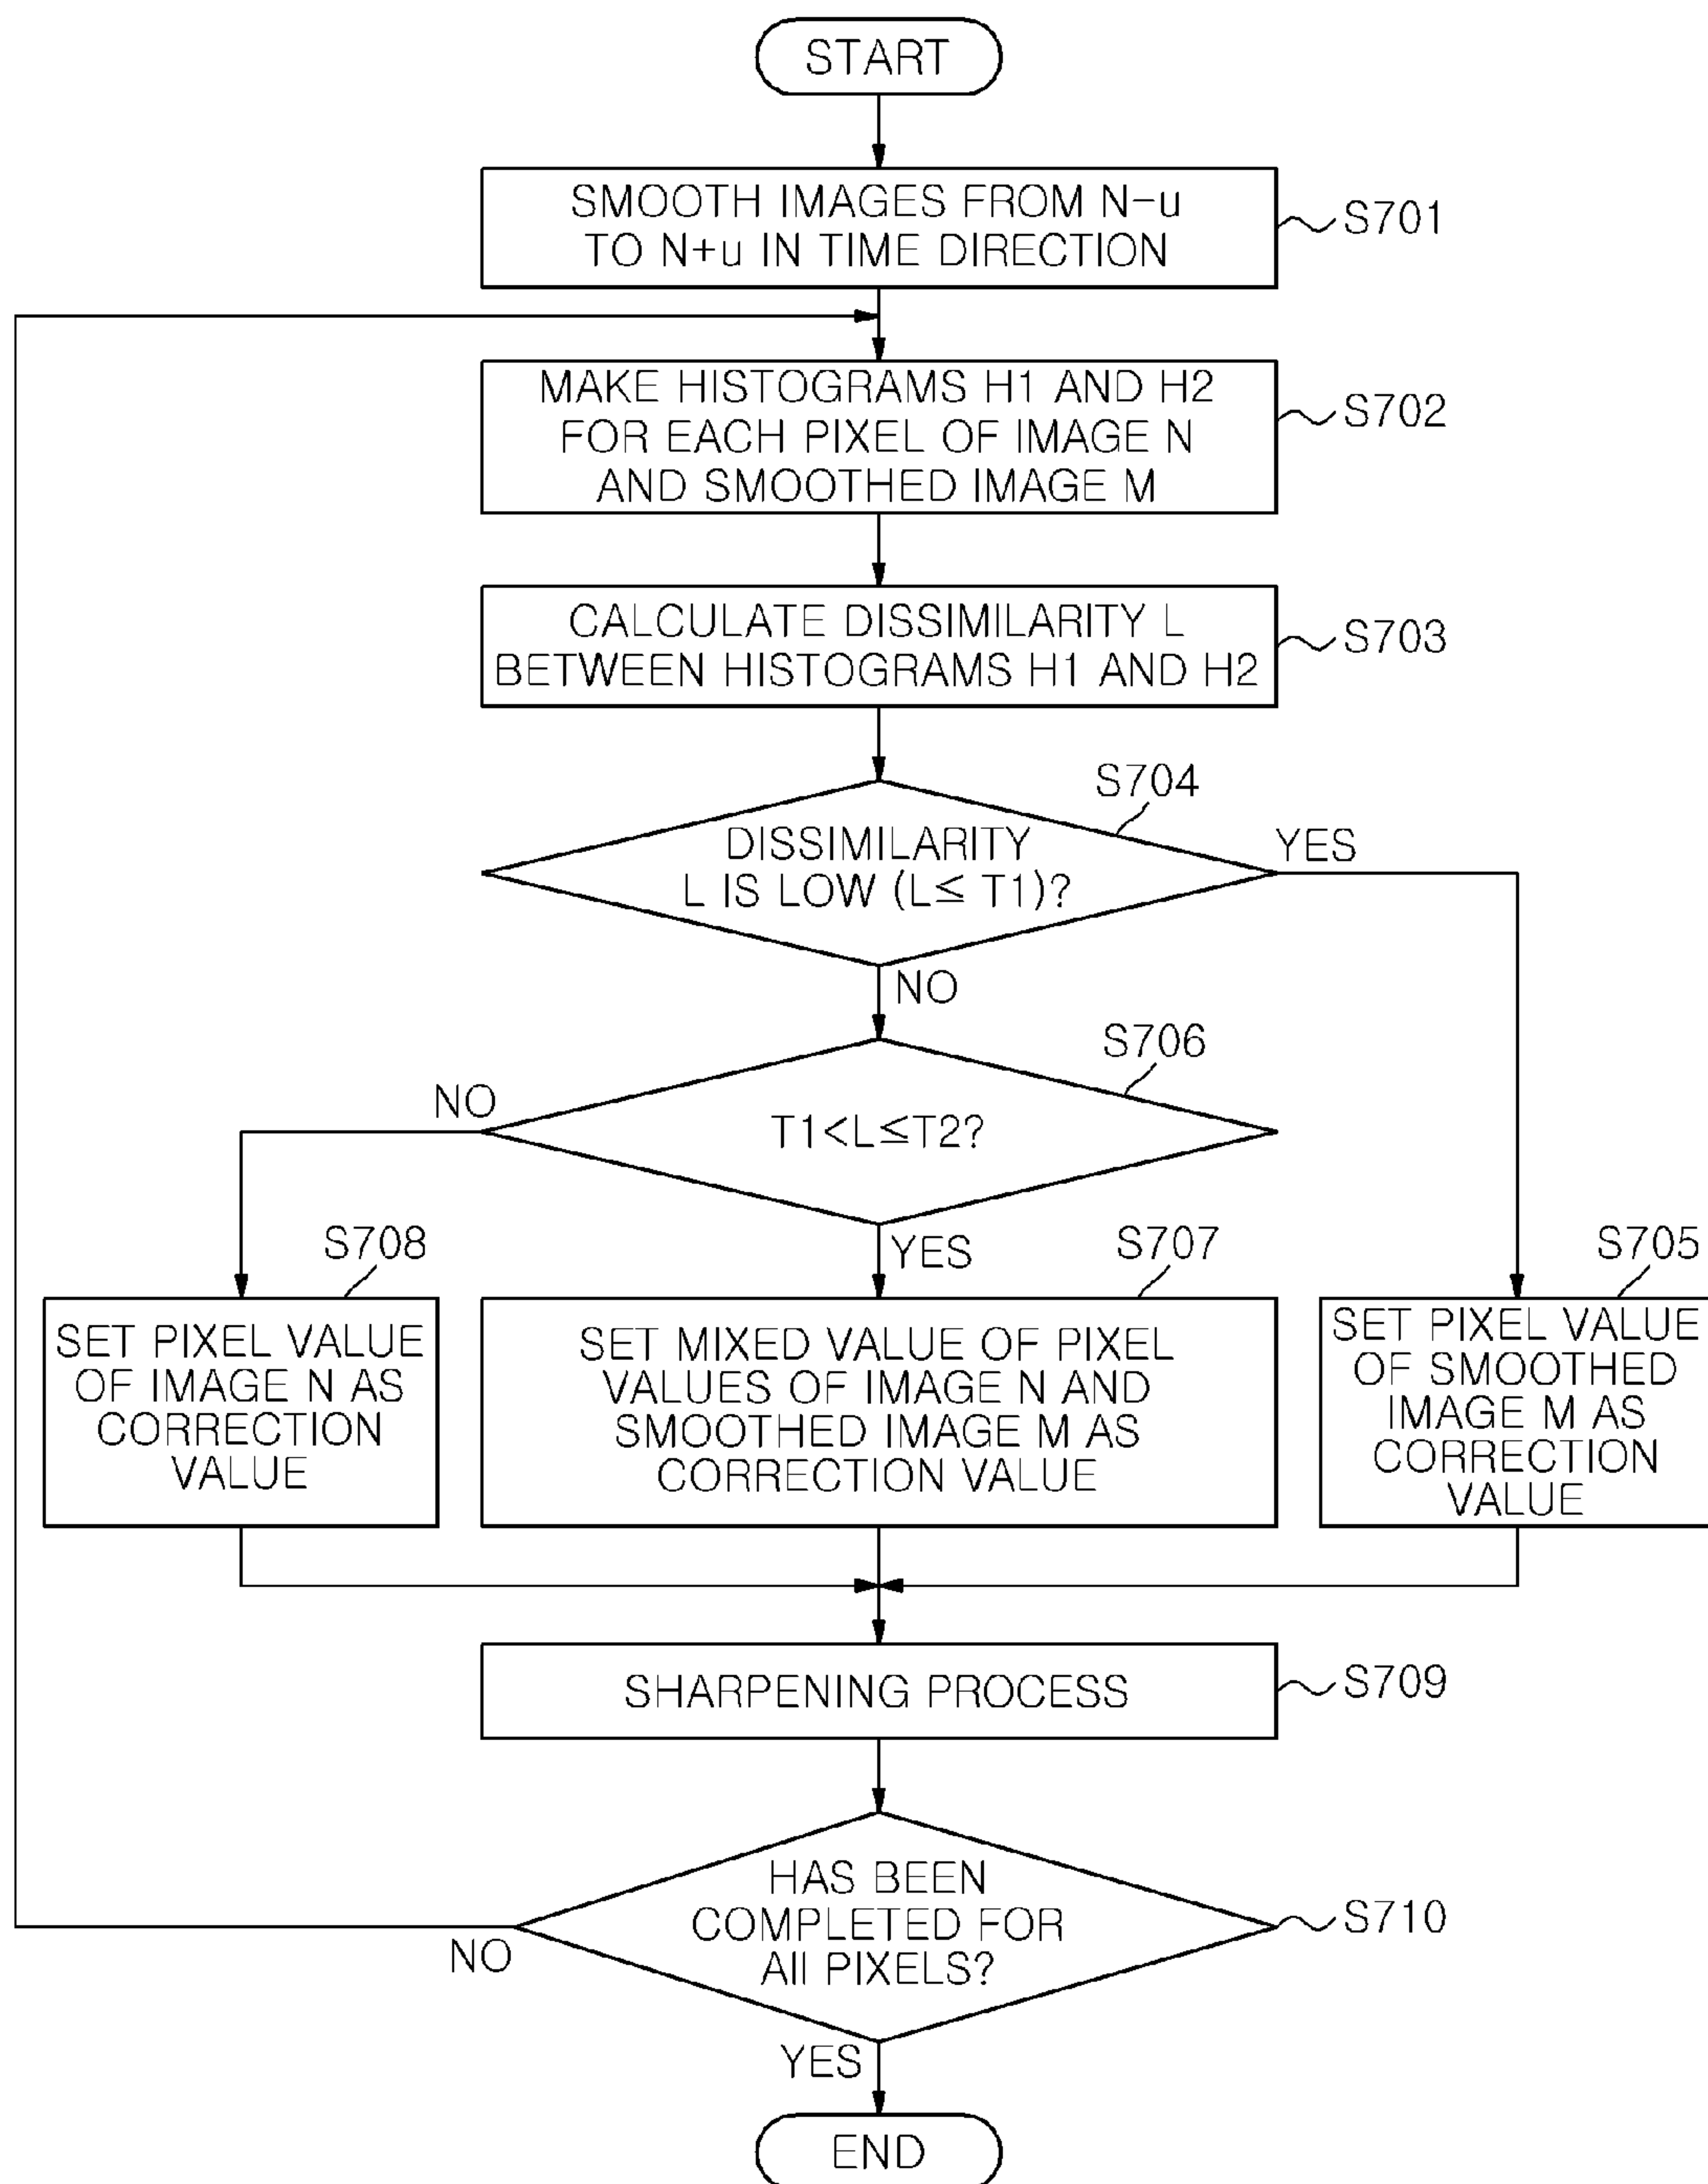 START
SMOOTH IMAGES FROM N-u
TO N+u IN TIME DIRECTION
S701
MAKE HISTOGRAMS H1 AND H2
FOR EACH PIXEL OF IMAGE N
AND SMOOTHED IMAGE M
S702
CALCULATE DISSIMILARITY L
BETWEEN HISTOGRAMS H1 AND H2
S703
S704
DISSIMILARITY
L IS LOW (L≤ T1)?
YES
NO
S706
T1<L≤T2?
NO
YES
S708
SET PIXEL VALUE
OF IMAGE N AS
CORRECTION
VALUE
S707
SET MIXED VALUE OF PIXEL
VALUES OF IMAGE N AND
SMOOTHED IMAGE M AS
CORRECTION VALUE
S705
SET PIXEL VALUE
OF SMOOTHED
IMAGE M AS
CORRECTION
VALUE
SHARPENING PROCESS
S709
HAS BEEN
COMPLETED FOR
All PIXELS?
S710
NO
YES
END